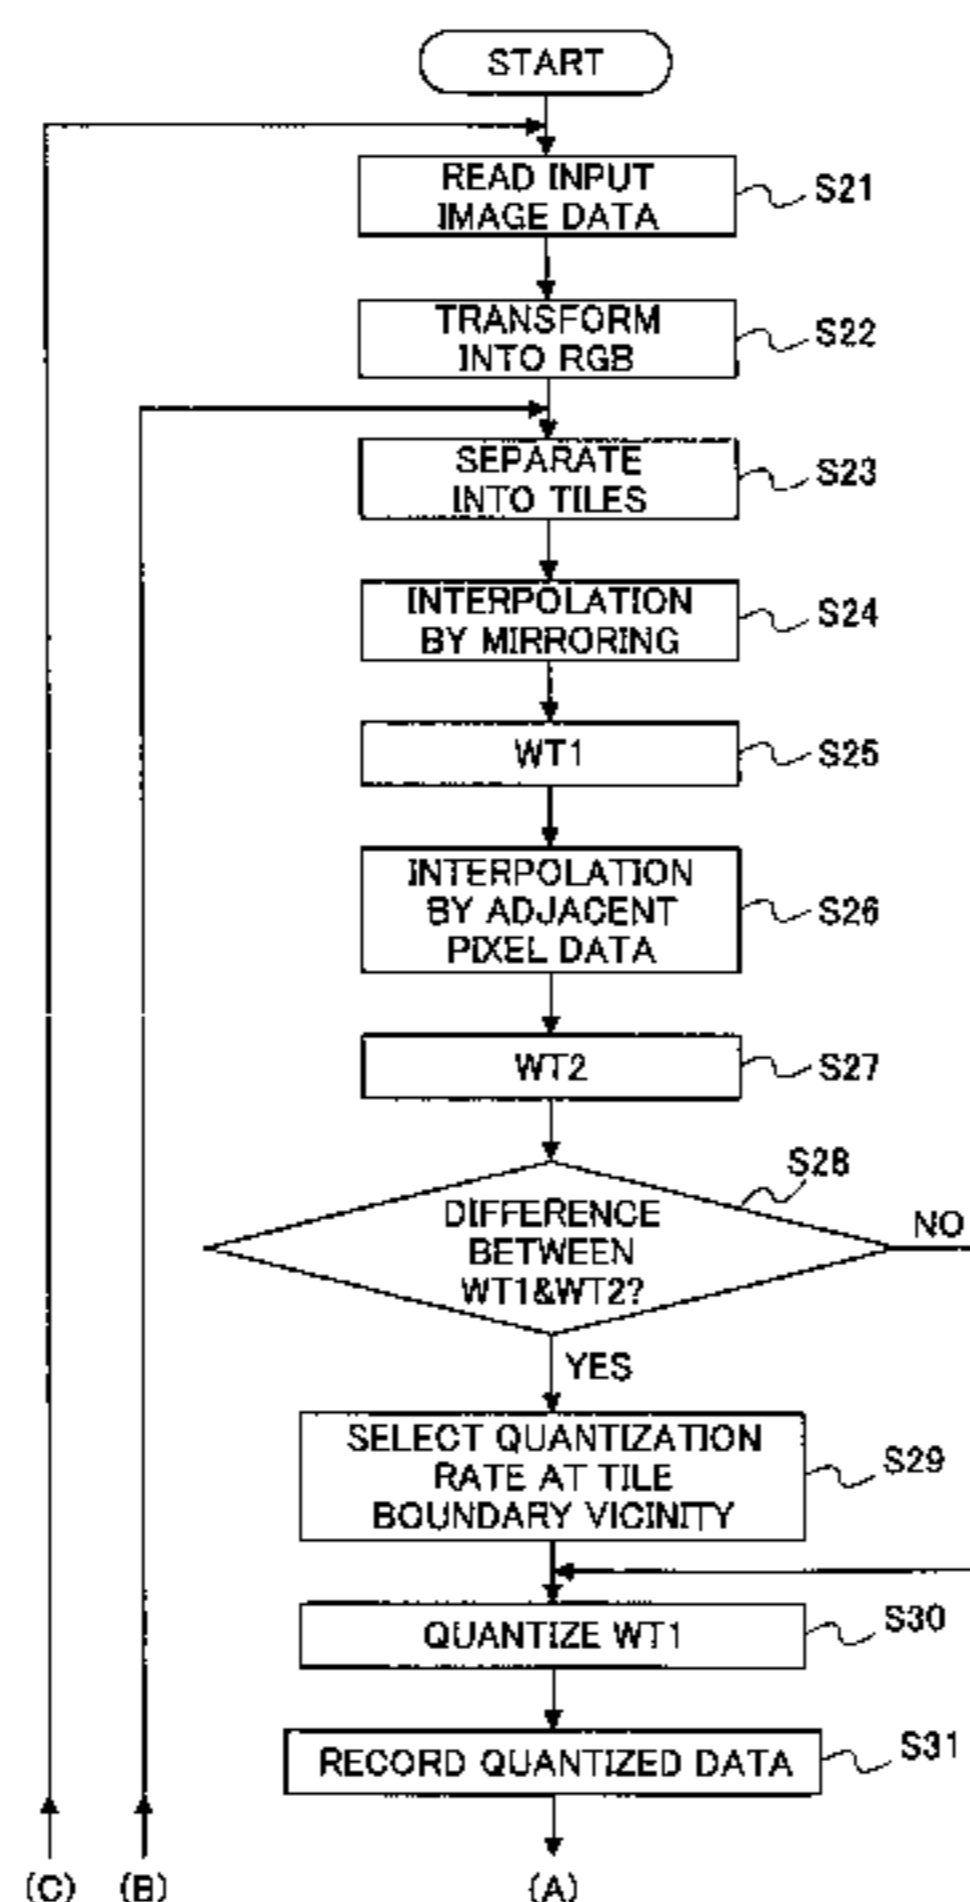 START
READ INPUT
IMAGE DATA
S21
TRANSFORM
INTO RGB
S22
SEPARATE
INTO TILES
S23
INTERPOLATION
BY MIRRORING
S24
WT1
S25
INTERPOLATION
BY ADJACENT
PIXEL DATA
S26
WT2
S27
S28
DIFFERENCE
BETWEEN
WT1&WT2?
NO
YES
SELECT QUANTIZATION
RATE AT TILE
BOUNDARY VICINITY
S29
QUANTIZE WT1
S30
RECORD QUANTIZED DATA
S31
(C)
(B)
(A)